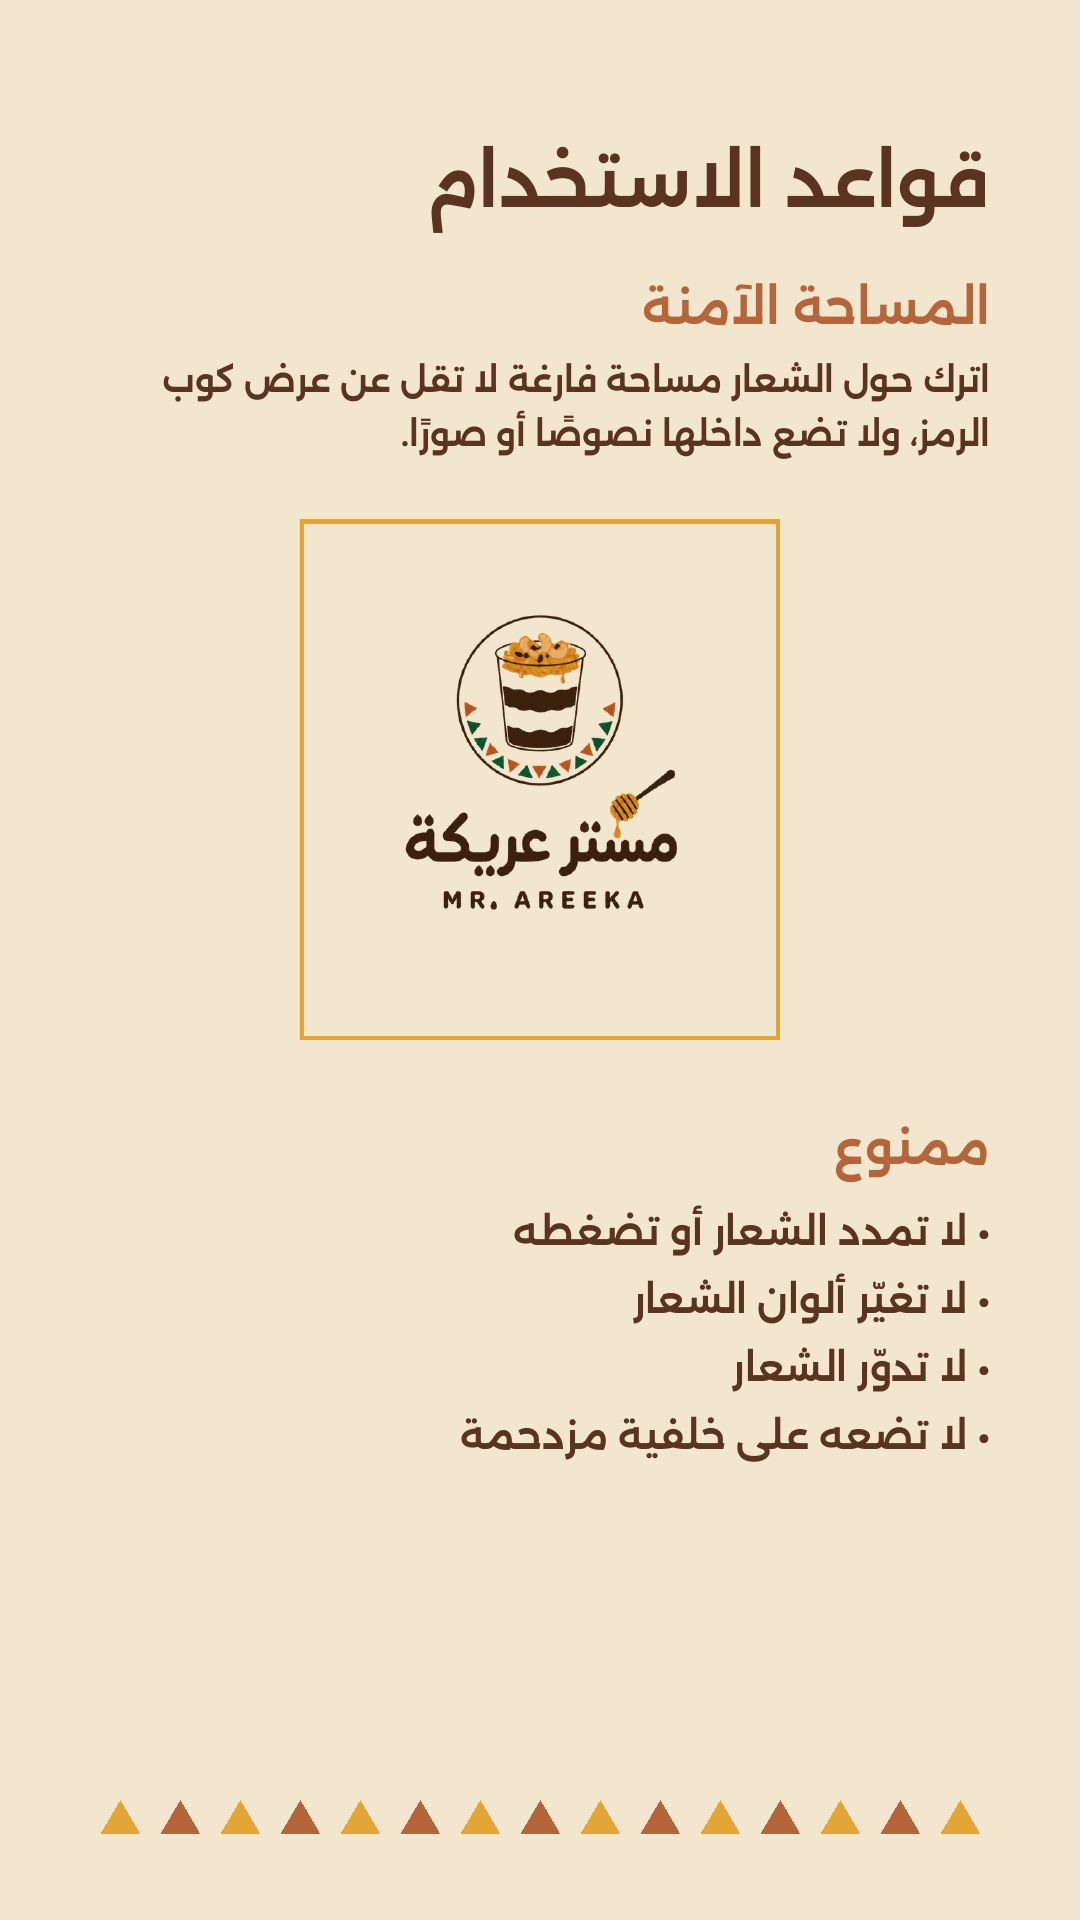 قواعد الاستخدام
المساحة الآمنة
اترك حول الشعار مساحة فارغة لا تقل عن عرض كوب
الرمز، ولا تضع داخلها نصوصًا أو صورًا.
مستر عريكة
MR. AREEKA
ممنوع
• لا تمدد الشعار أو تضغطه
• لا تغيّر ألوان الشعار
• لا تدوّر الشعار
• لا تضعه على خلفية مزدحمة